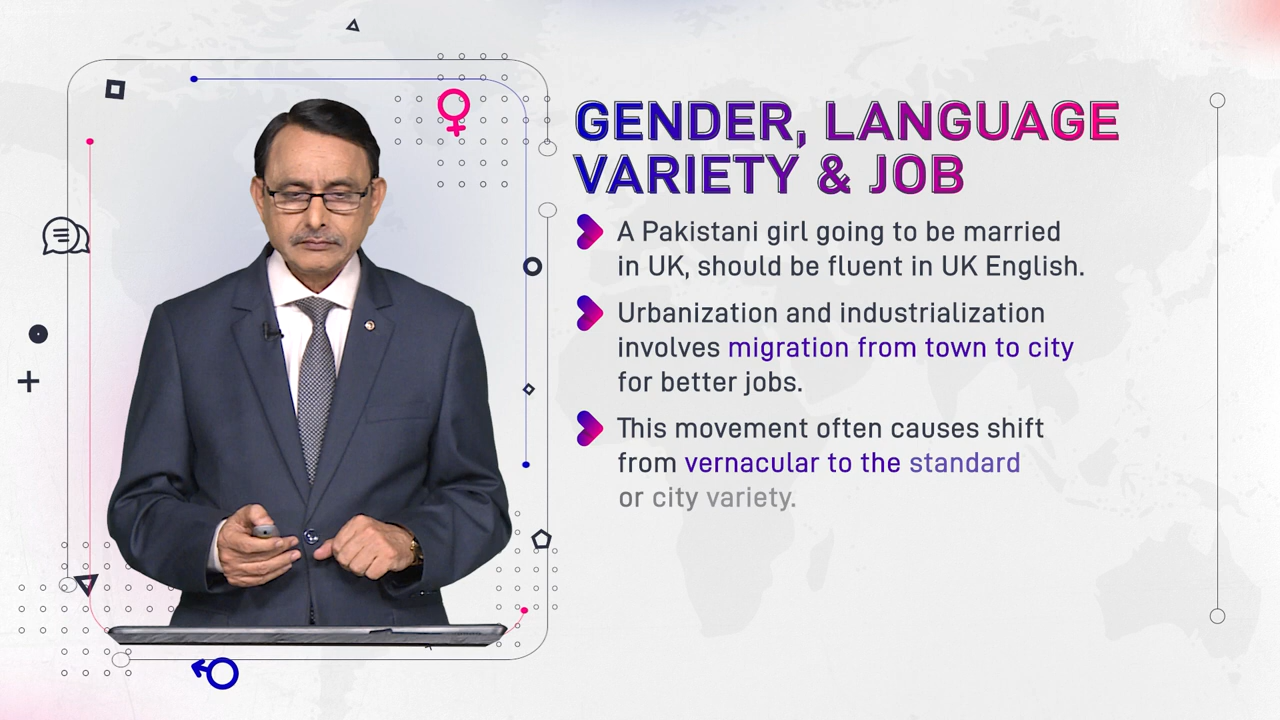 GENDER, LANGUAGE
VARIETY & JOB
A Pakistani girl going to be married
in UK, should be fluent in UK English.
Urbanization and industrialization
involves migration from town to city
for better jobs.
This movement often causes shift
from vernacular to the standard
or city variety.